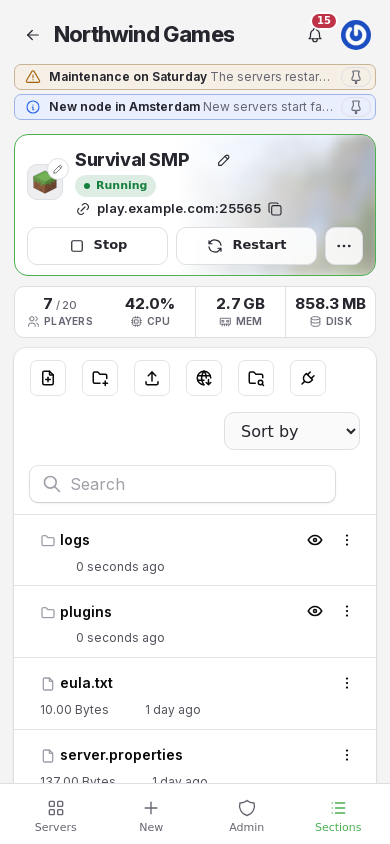 Northwind Games
15
Maintenance on Saturday The servers restar...
New node in Amsterdam New servers start fa...
Survival SMP
Running
play.example.com:25565
Stop
Restart
7 / 20
PLAYERS
42.0%
CPU
2.7 GB
MEM
858.3 MB
DISK
Sort by
Search
logs
0 seconds ago
plugins
0 seconds ago
eula.txt
10.00 Bytes 1 day ago
server.properties
137.00 Bytes 1 day ago
Servers
New
Admin
Sections